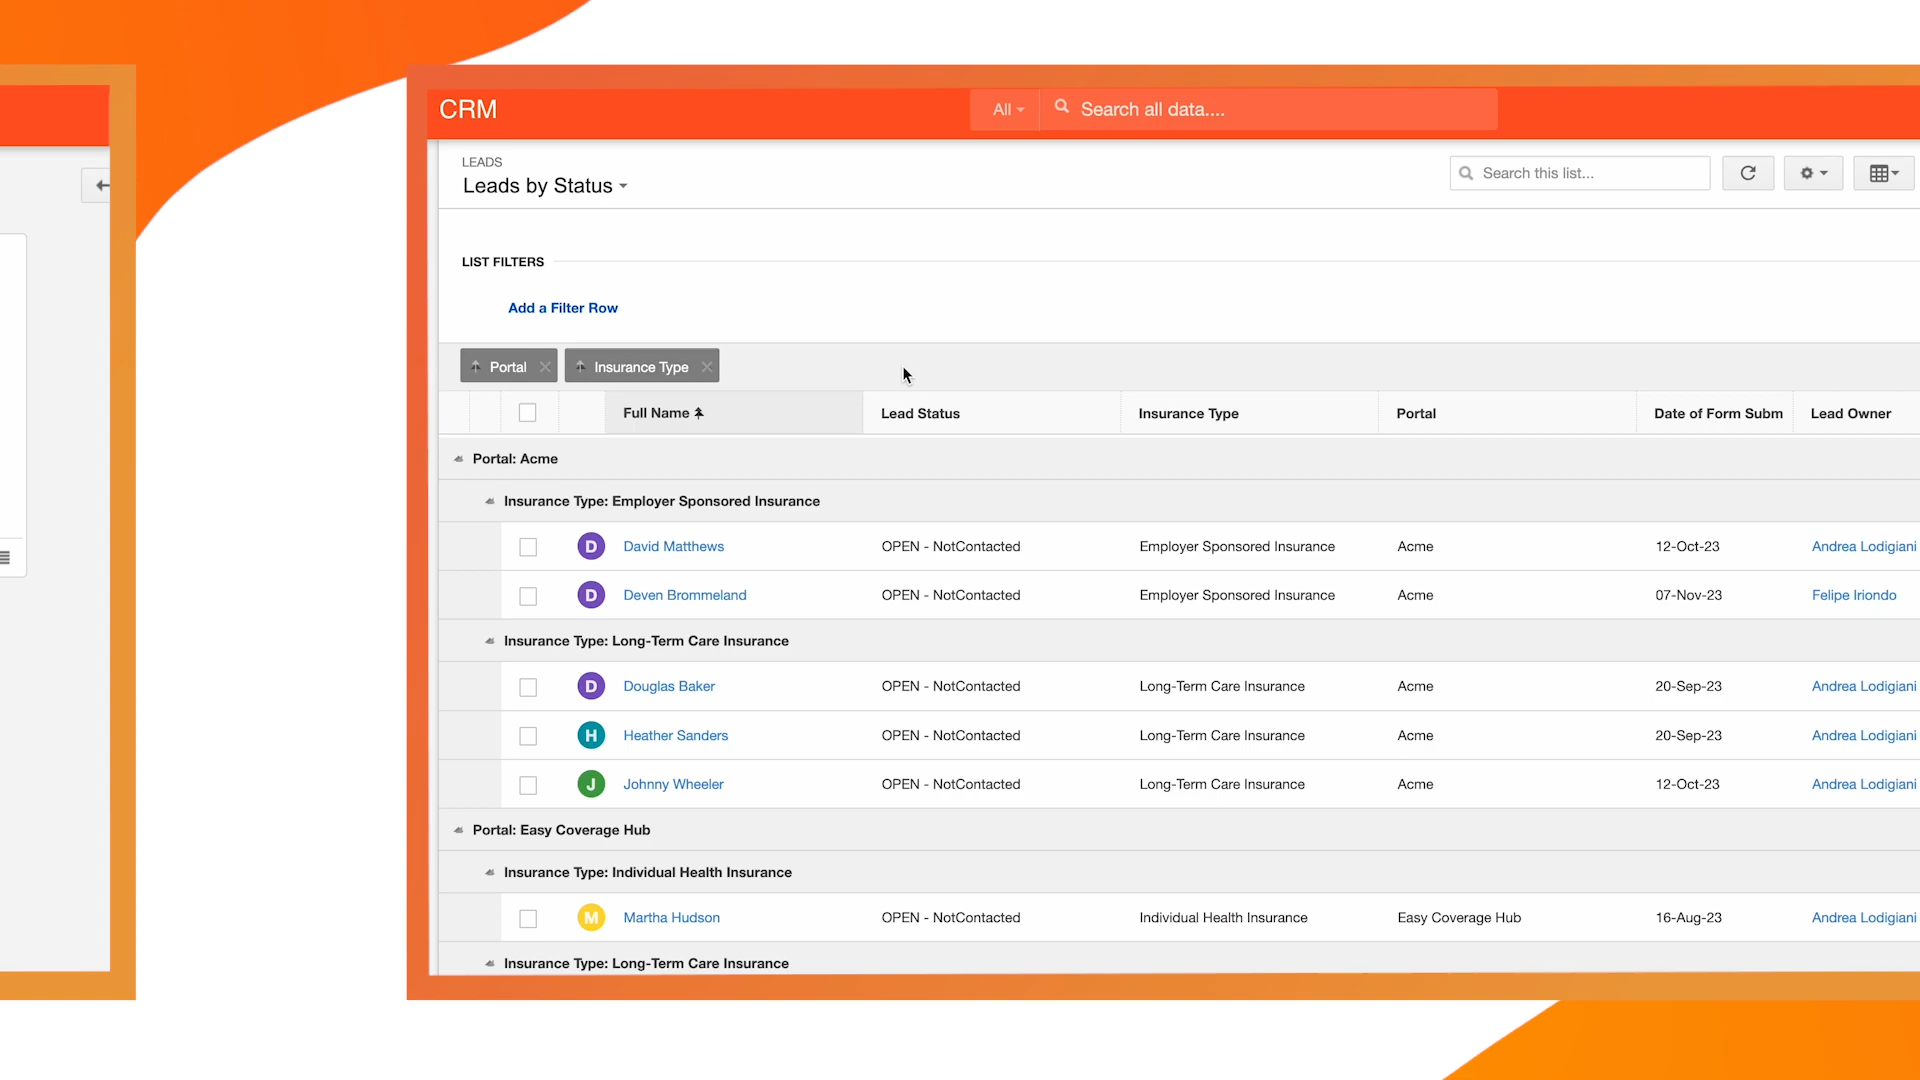 CRM
All
Search all data....
LEADS
Leads by Status
Search this list...
LIST FILTERS
Add a Filter Row
Portal
Insurance Type
Full Name
Lead Status
Insurance Type
Portal
Date of Form Subm
Lead Owner
Portal: Acme
Insurance Type: Employer Sponsored Insurance
D David Matthews OPEN - NotContacted Employer Sponsored Insurance Acme 12-Oct-23 Andrea Lodigiani
D Deven Brommeland OPEN - NotContacted Employer Sponsored Insurance Acme 07-Nov-23 Felipe Iriondo
Insurance Type: Long-Term Care Insurance
D Douglas Baker OPEN - NotContacted Long-Term Care Insurance Acme 20-Sep-23 Andrea Lodigiani
H Heather Sanders OPEN - NotContacted Long-Term Care Insurance Acme 20-Sep-23 Andrea Lodigiani
J Johnny Wheeler OPEN - NotContacted Long-Term Care Insurance Acme 12-Oct-23 Andrea Lodigiani
Portal: Easy Coverage Hub
Insurance Type: Individual Health Insurance
M Martha Hudson OPEN - NotContacted Individual Health Insurance Easy Coverage Hub 16-Aug-23 Andrea Lodigiani
Insurance Type: Long-Term Care Insurance